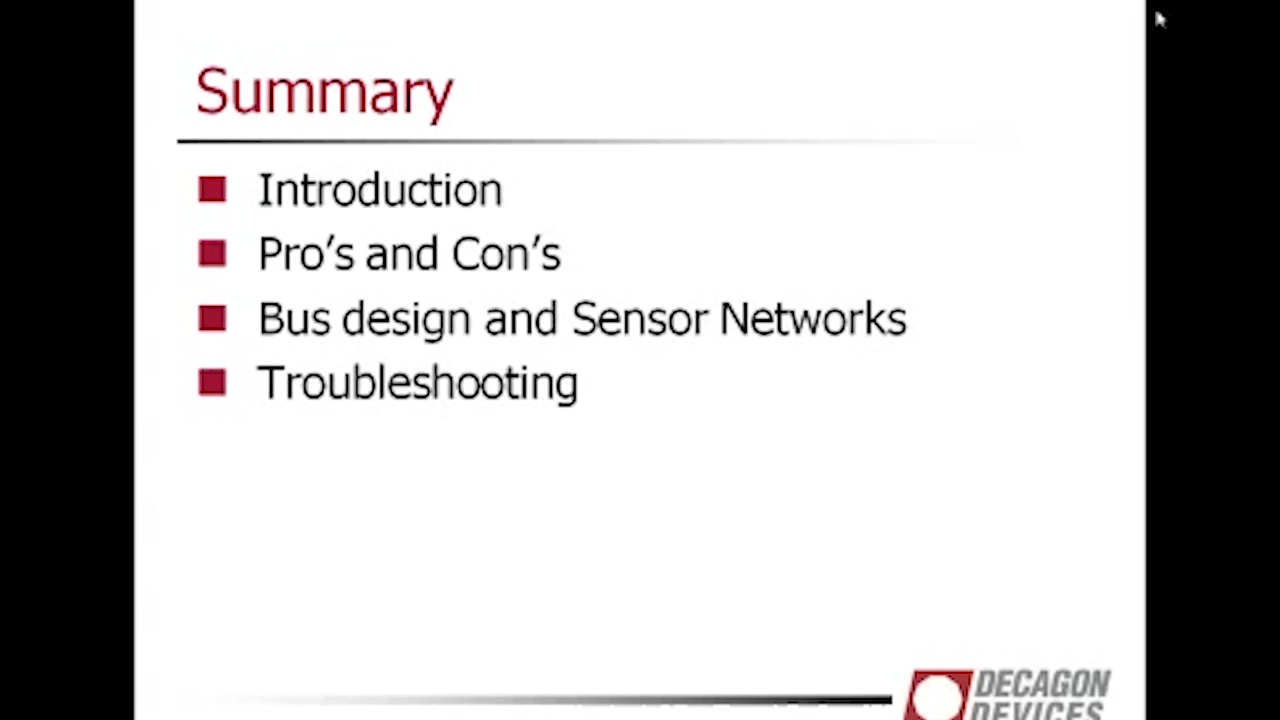 Summary
Introduction
Pro’s and Con’s
Bus design and Sensor Networks
Troubleshooting
DECAGON
DEVICES